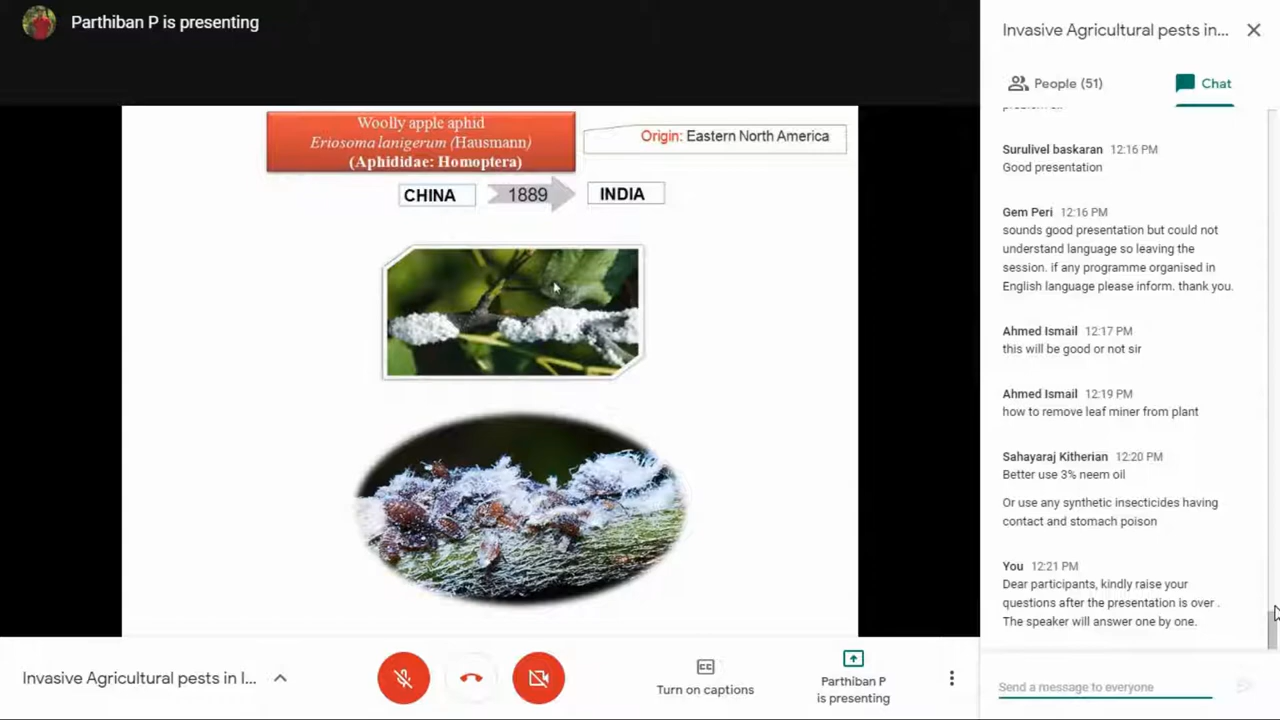 Parthiban P is presenting
Woolly apple aphid
Eriosoma lanigerum (Hausmann)
(Aphididae: Homoptera)
Origin: Eastern North America
CHINA
1889
INDIA
Invasive Agricultural pests in...
People (51)
Chat
Surulivel baskaran 12:16 PM
Good presentation
Gem Peri 12:16 PM
sounds good presentation but could not
understand language so leaving the
session. if any programme organised in
English language please inform. thank you.
Ahmed Ismail 12:17 PM
this will be good or not sir
Ahmed Ismail 12:19 PM
how to remove leaf miner from plant
Sahayaraj Kitherian 12:20 PM
Better use 3% neem oil
Or use any synthetic insecticides having
contact and stomach poison
You 12:21 PM
Dear participants, kindly raise your
questions after the presentation is over .
The speaker will answer one by one.
Send a message to everyone
Invasive Agricultural pests in I...
CC
Turn on captions
Parthiban P
is presenting